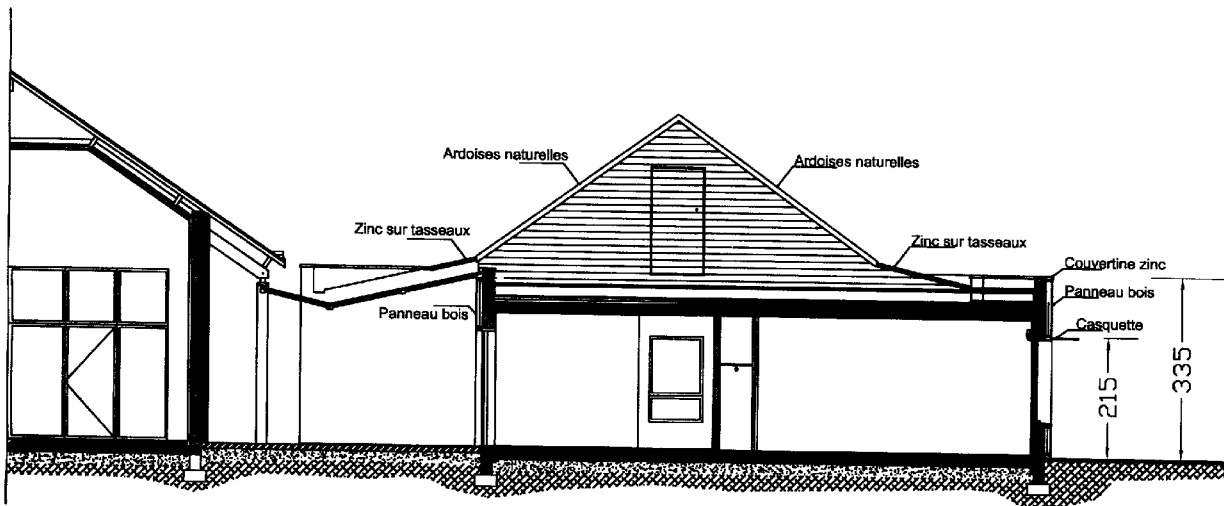 Ardoises naturelles
Ardoises naturelles
Zinc sur tasseaux
Zinc sur tasseaux
Couvertine zinc
Panneau bois
Panneau bois
Casquette
215
335